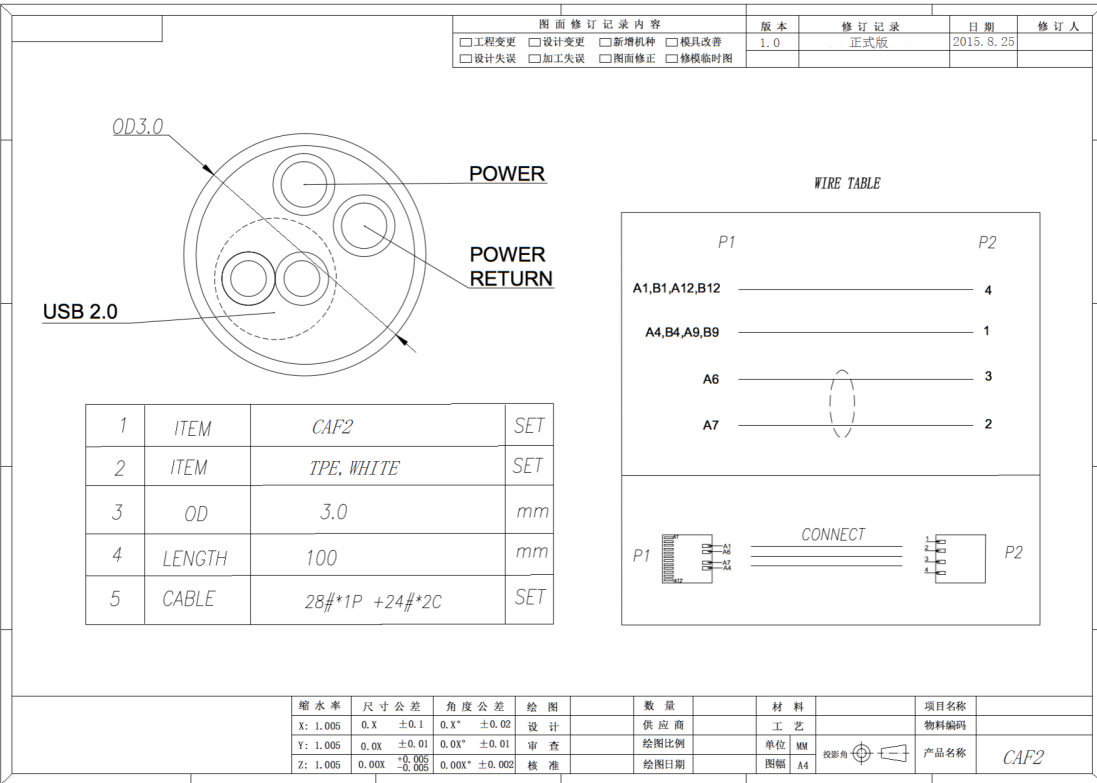 图面修订记录内容 版本 修订记录 日期 修订人
工程变更 设计变更 新增机种 模具改善 1.0 正式版 2015.8.25
设计失误 加工失误 图面修正 修模临时图
OD3.0
POWER
POWER
RETURN
USB 2.0
WIRE TABLE
P1 P2
A1,B1,A12,B12 4
A4,B4,A9,B9 1
A6 3
A7 2
CONNECT
P1 A1 A12 A1 A6 A7 A4 1 2 3 4 P2
1 ITEM CAF2 SET
2 ITEM TPE,WHITE SET
3 OD 3.0 mm
4 LENGTH 100 mm
5 CABLE 28#*1P +24#*2C SET
缩水率 尺寸公差 角度公差 绘图 数量 材料 项目名称
X: 1.005 0.X ±0.1 0.X° ±0.02 设计 供应商 工艺 物料编码
Y: 1.005 0.0X ±0.01 0.0X° ±0.01 审查 绘图比例 单位 MM 投影角 产品名称 CAF2
Z: 1.005 0.00X +0.005 -0.005 0.00X° ±0.002 核准 绘图日期 图幅 A4